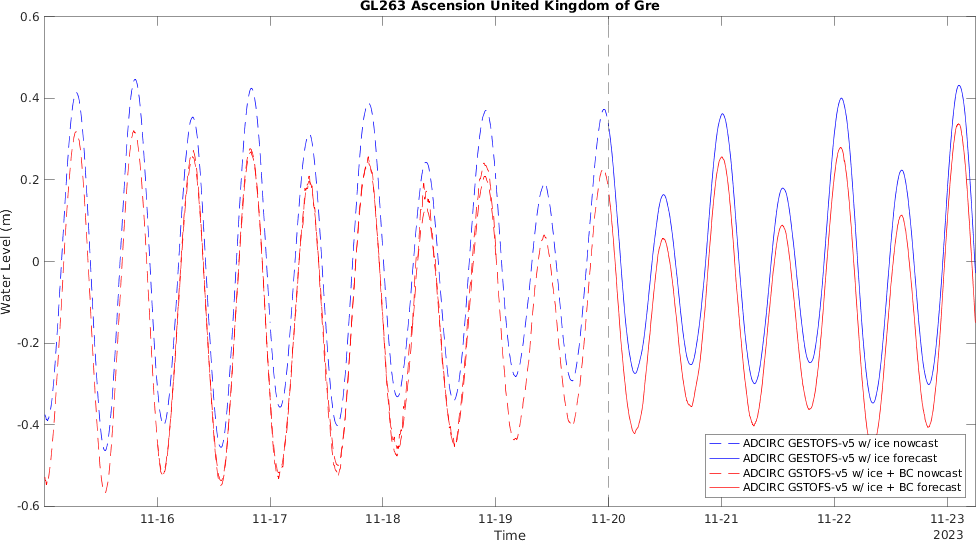 GL263 Ascension United Kingdom of Gre
0.6
0.4
0.2
0
-0.2
-0.4
-0.6
Water Level (m)
11-16
11-17
11-18
11-19
11-20
11-21
11-22
11-23
2023
Time
ADCIRC GESTOFS-v5 w/ ice nowcast
ADCIRC GESTOFS-v5 w/ ice forecast
ADCIRC GSTOFS-v5 w/ ice + BC nowcast
ADCIRC GSTOFS-v5 w/ ice + BC forecast